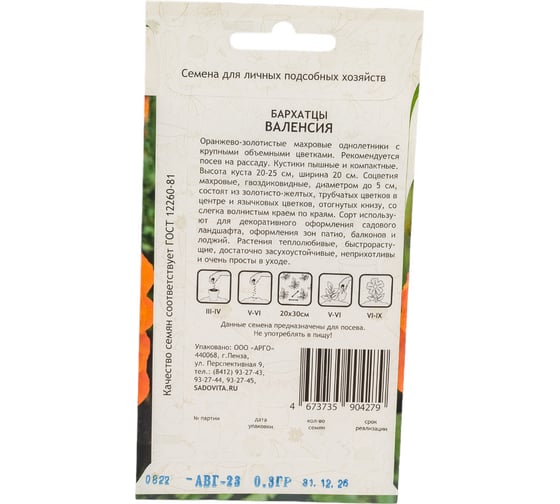 Семена для личных подсобных хозяйств
БАРХАТЦЫ
ВАЛЕНСИЯ
Оранжево-золотистые махровые однолетники с
крупными объемными цветками. Рекомендуется
посев на рассаду. Кустики пышные и компактные.
Высота куста 20-25 см, ширина 20 см. Соцветия
махровые, гвоздиковидные, диаметром до 5 см,
состоят из золотисто-желтых, трубчатых цветков в
центре и язычковых цветков, отогнутых книзу, со
слегка волнистым краем по краям. Сорт использу-
ют для декоративного оформления садового
ландшафта, оформления зон патио, балконов и
лоджий. Растения теплолюбивые, быстрорасту-
щие, достаточно засухоустойчивые, неприхотливы
и очень просты в уходе.
III-IV V-VI 20х30см V-VI VI-IX
Данные семена предназначены для посева.
Не употреблять в пищу!
Упаковано: ООО «АРГО»
440068, г.Пенза,
ул. Перспективная 9,
тел.: (8412) 93-27-43,
93-27-44, 93-27-45,
SADOVITA.RU
4 673735 904279
№ партии дата упаковки кол-во семян срок реализации
0822 -АВГ-23 0.3ГР 31.12.26
Качество семян соответствует ГОСТ 12260-81